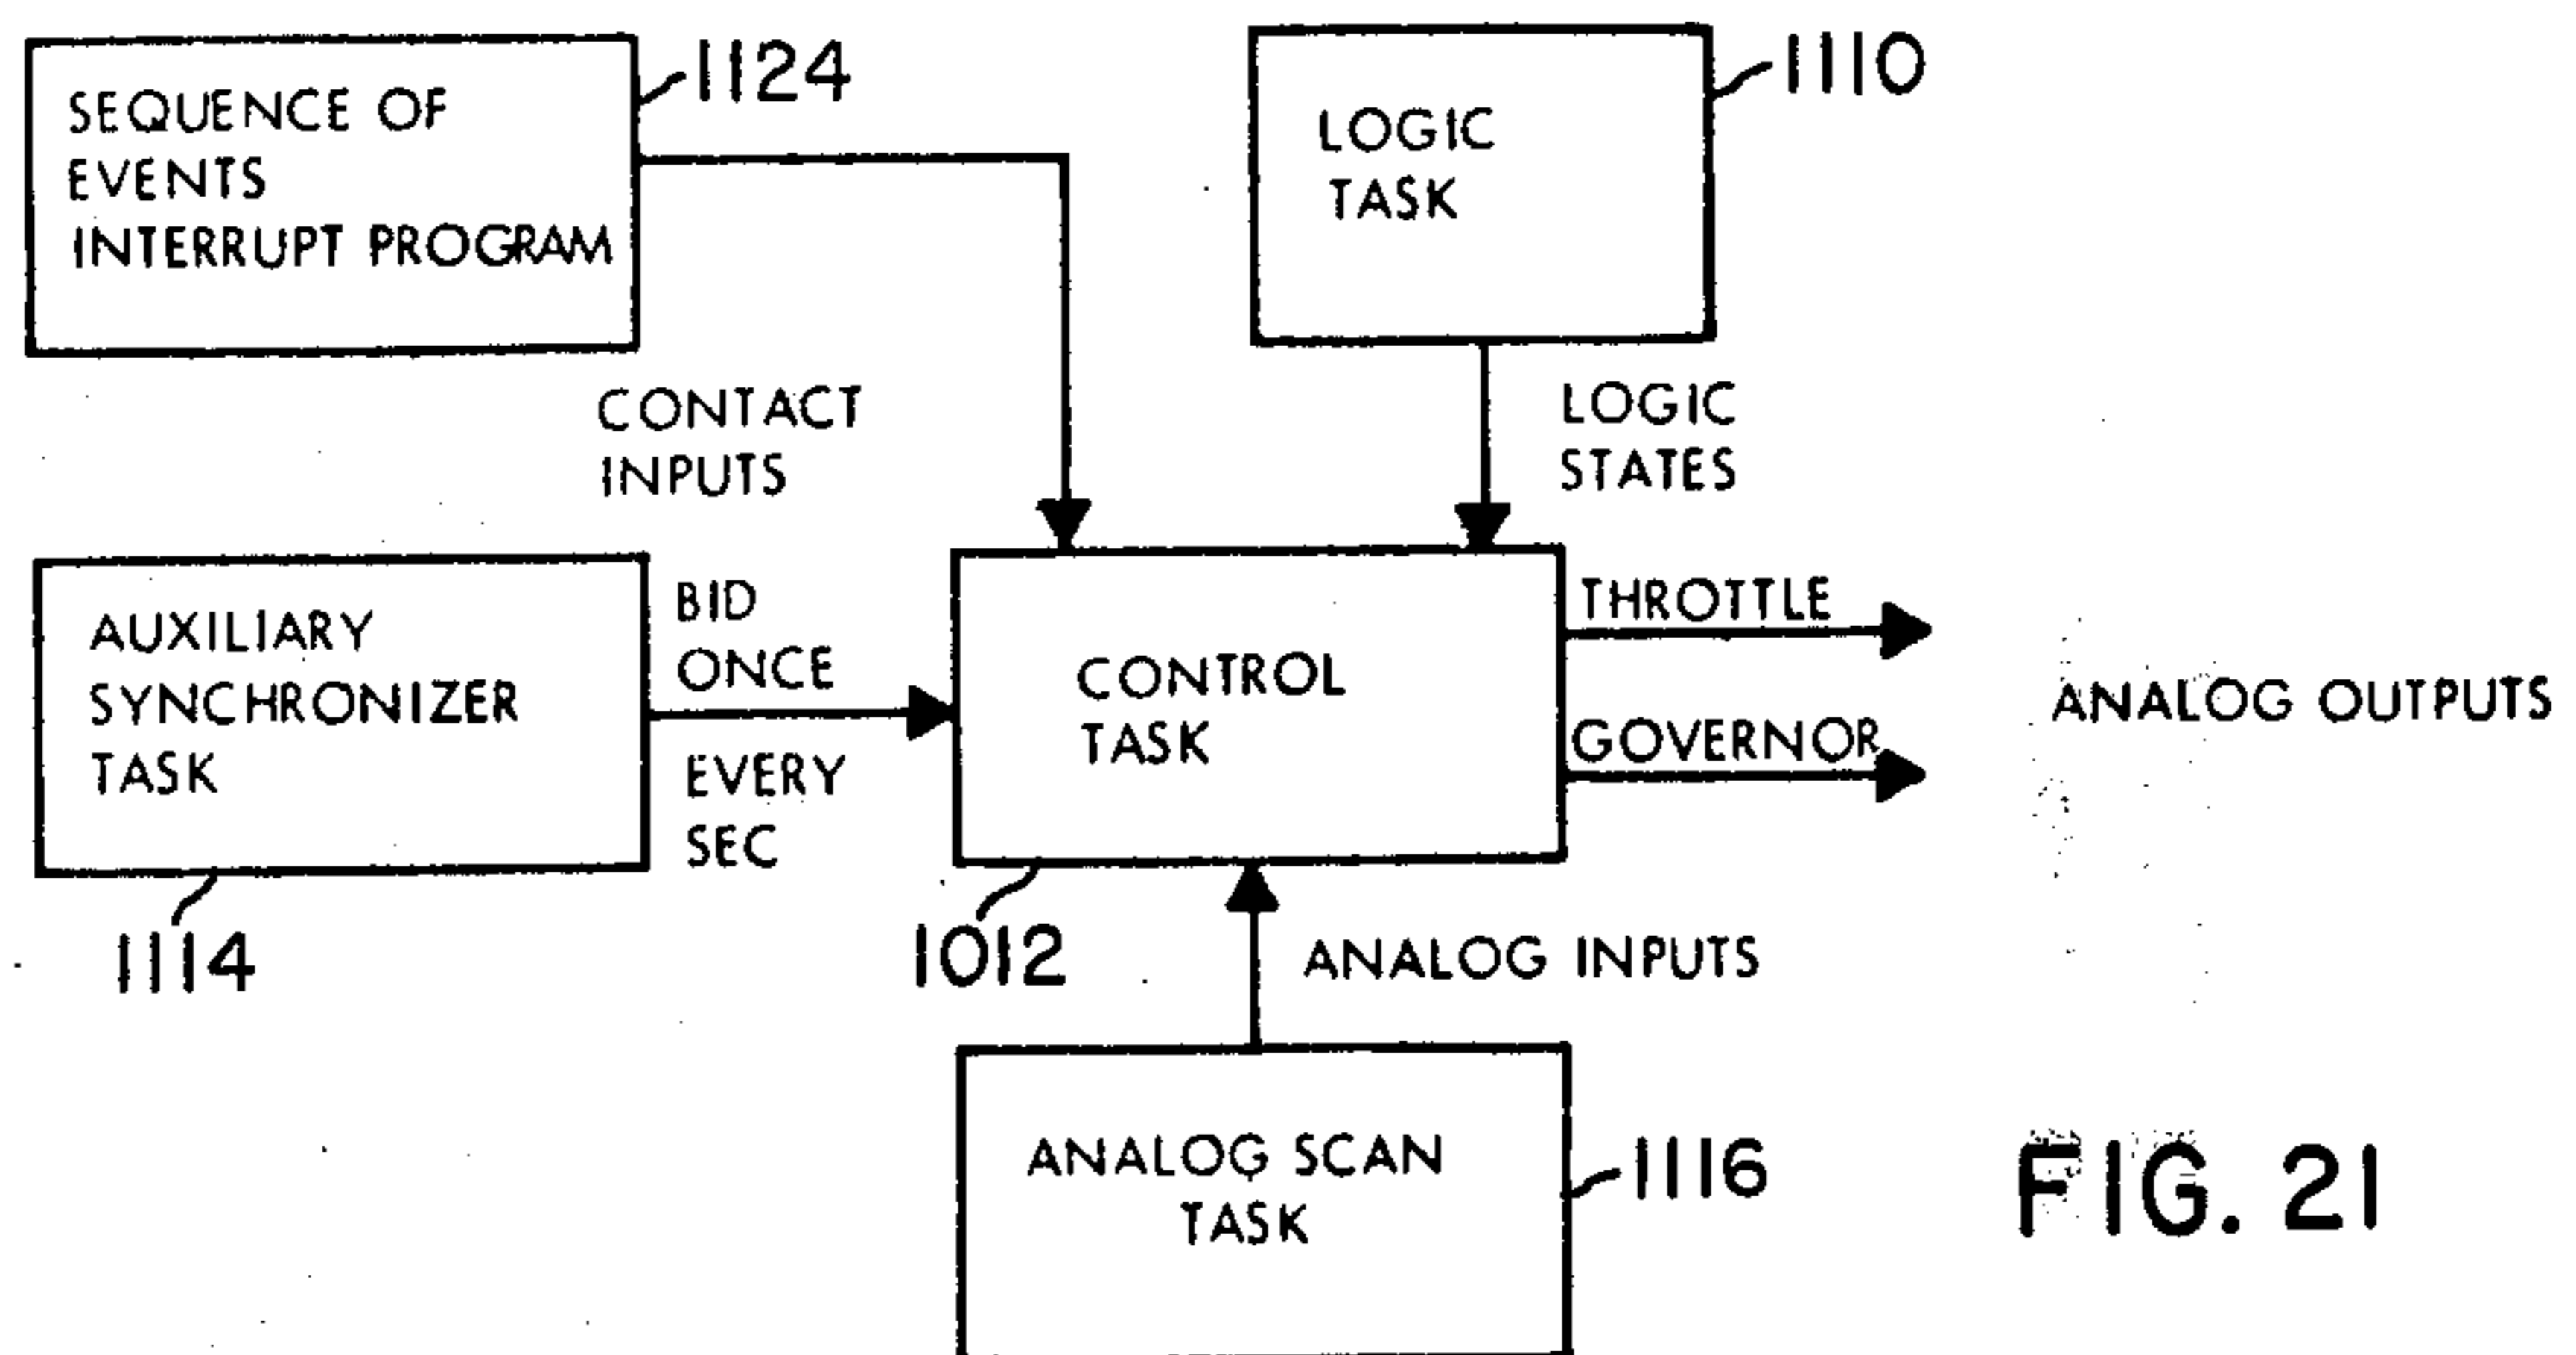 SEQUENCE OF
EVENTS
INTERRUPT PROGRAM
1124
LOGIC
TASK
1110
CONTACT
INPUTS
LOGIC
STATES
AUXILIARY
SYNCHRONIZER
TASK
1114
BID
ONCE
EVERY
SEC
CONTROL
TASK
1012
THROTTLE
GOVERNOR
ANALOG OUTPUTS
ANALOG INPUTS
ANALOG SCAN
TASK
1116
FIG. 21